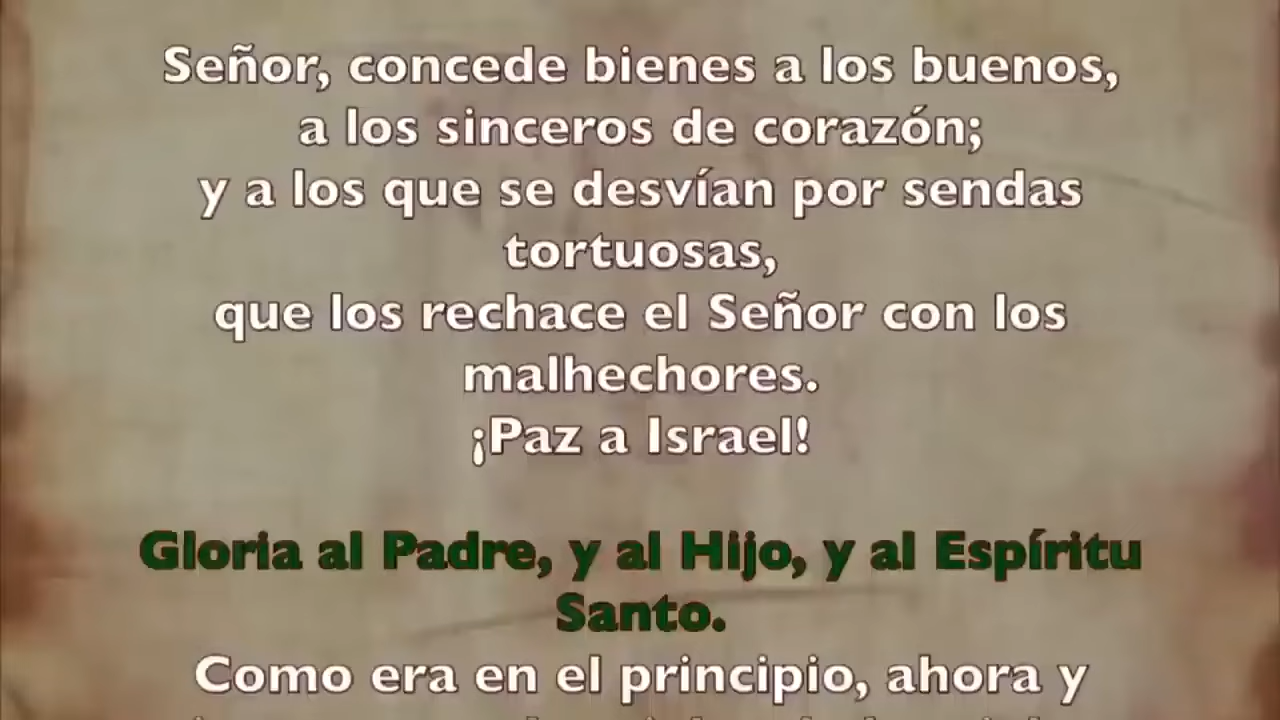 Señor, concede bienes a los buenos,
a los sinceros de corazón;
y a los que se desvían por sendas
tortuosas,
que los rechace el Señor con los
malhechores.
¡Paz a Israel!
Gloria al Padre, y al Hijo, y al Espíritu
Santo.
Como era en el principio, ahora y